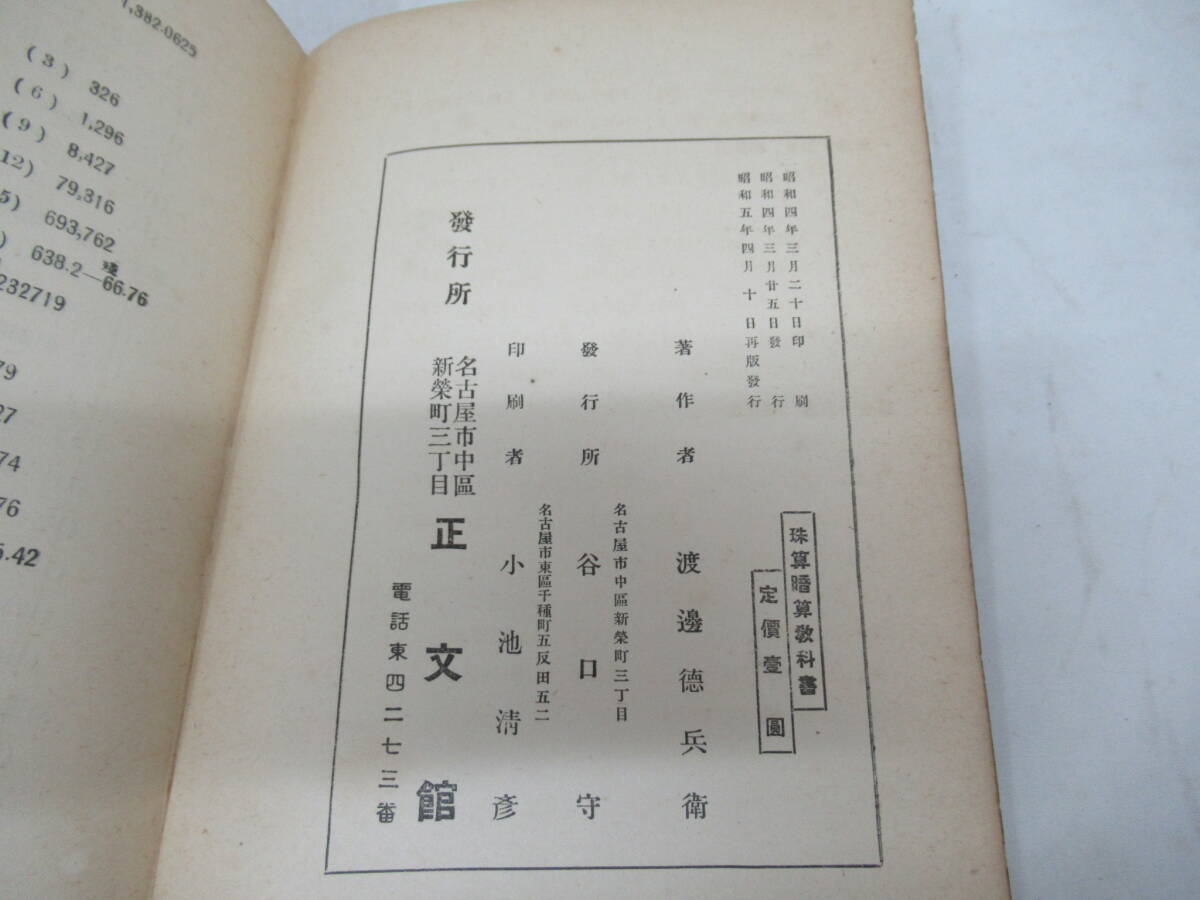 昭和四年三月二十日印刷
昭和四年三月廿五日發行
昭和五年四月十日再版發行
珠算暗算教科書
定價壹圓
著作者 渡邊德兵衛
名古屋市中區新榮町三丁目
發行所 谷口守
名古屋市東區千種町五反田五二
印刷者 小池淸彥
發行所
名古屋市中區
新榮町三丁目
正文館
電話東四二七三番
1,382.0625
(3) 326
(6) 1,296
(9) 8,427
12) 79,316
5) 693,762
) 638.2—66.76
232719
79
27
74
76
5.42